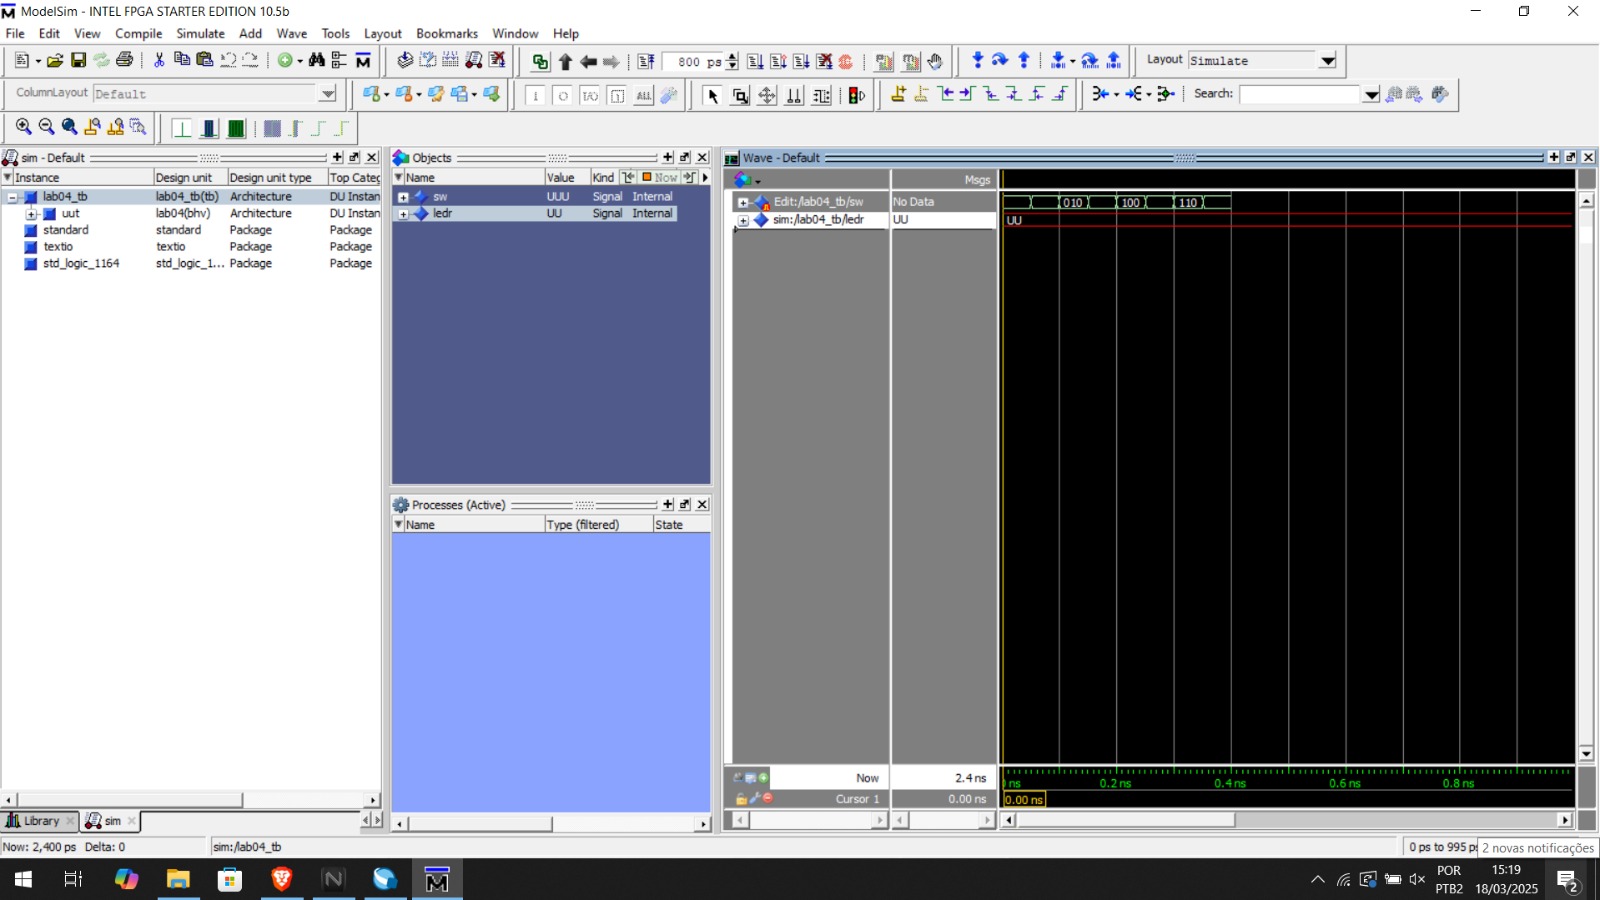 ModelSim - INTEL FPGA STARTER EDITION 10.5b
File Edit View Compile Simulate Add Wave Tools Layout Bookmarks Window Help
800 ps
Layout Simulate
ColumnLayout Default
Search:
sim - Default
Instance Design unit Design unit type Top Categ
lab04_tb lab04_tb(tb) Architecture DU Instan
uut lab04(bhv) Architecture DU Instan
standard standard Package Package
textio textio Package Package
std_logic_1164 std_logic_1... Package Package
Library
sim
Objects
Name Value Kind Now
sw UUU Signal Internal
ledr UU Signal Internal
Processes (Active)
Name Type (filtered) State
Wave - Default
Msgs
Edit:/lab04_tb/sw No Data 010 100 110
sim:/lab04_tb/ledr UU UU
Now 2.4 ns ns 0.2 ns 0.4 ns 0.6 ns 0.8 ns
Cursor 1 0.00 ns 0.00 ns
Now: 2,400 ps Delta: 0 sim:/lab04_tb 0 ps to 995 ps
2 novas notificações
POR
PTB2
15:19
18/03/2025
2